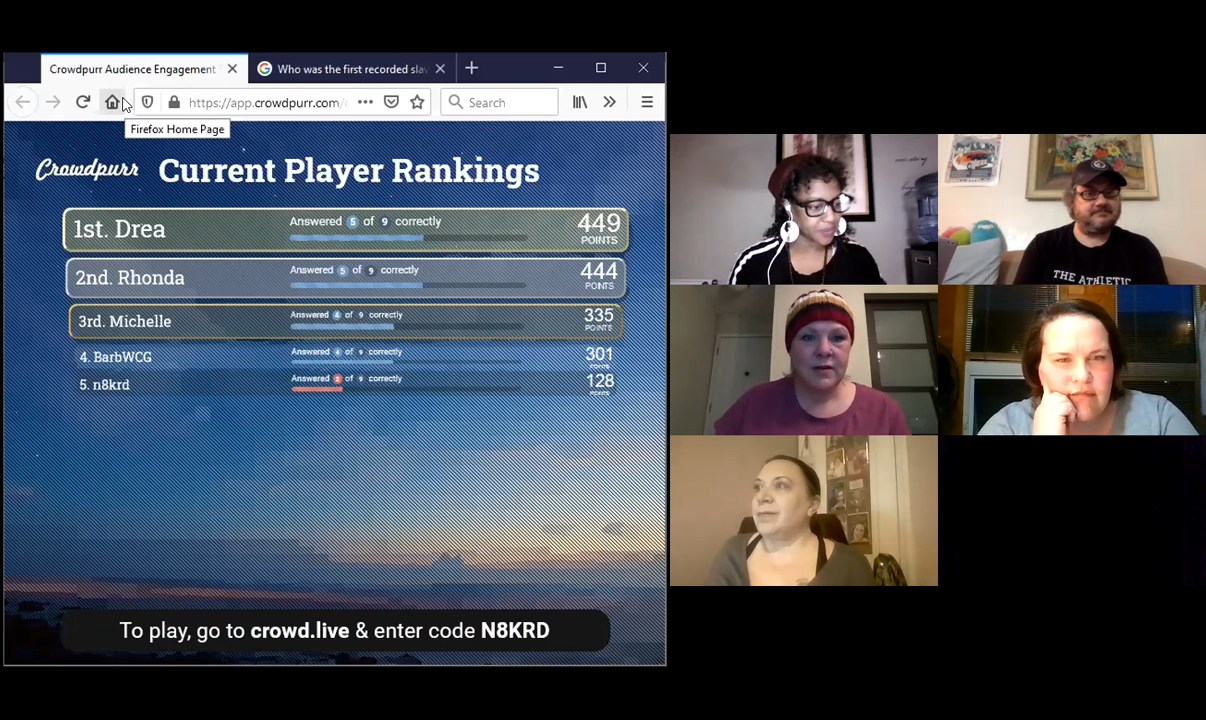 Crowdpurr Audience Engagement
Who was the first recorded slav
https://app.crowdpurr.com/
Search
Firefox Home Page
Crowdpurr
Current Player Rankings
1st. Drea
Answered 5 of 9 correctly
449
POINTS
2nd. Rhonda
Answered 5 of 9 correctly
444
POINTS
3rd. Michelle
Answered 4 of 9 correctly
335
POINTS
4. BarbWCG
Answered 4 of 9 correctly
301
POINTS
5. n8krd
Answered 2 of 9 correctly
128
POINTS
To play, go to crowd.live & enter code N8KRD
THE ATHLETIC